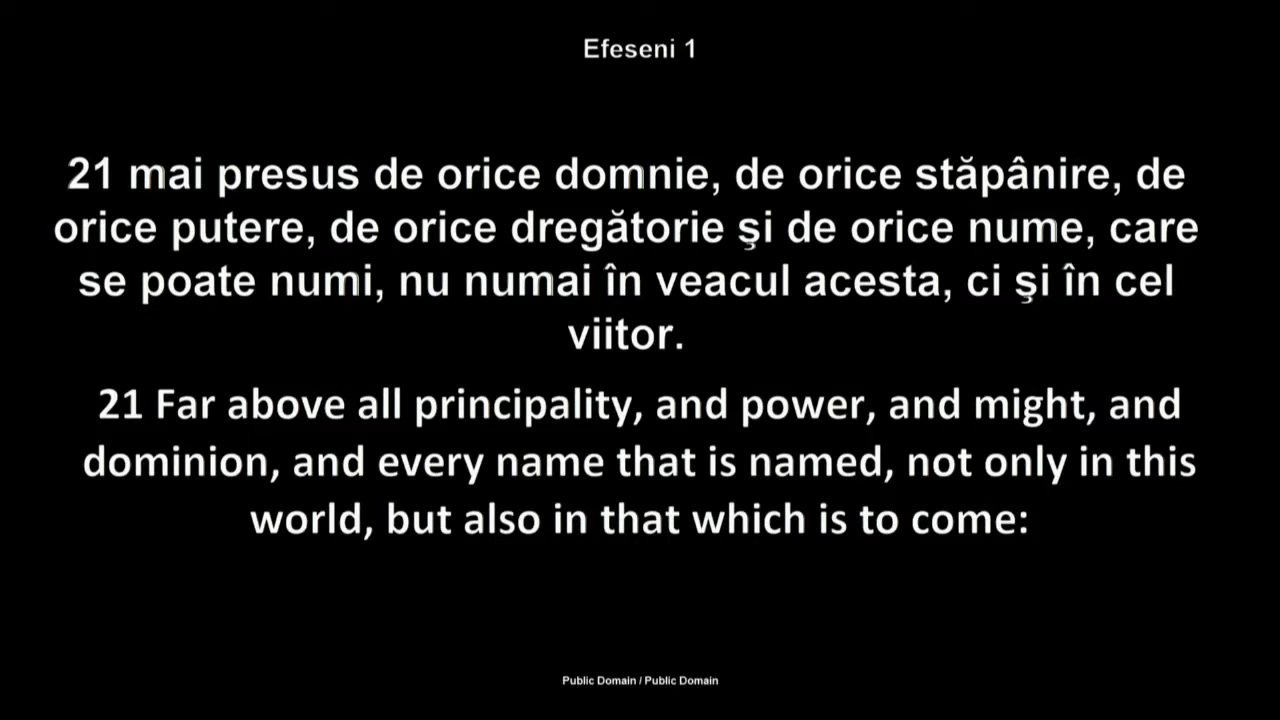 Efeseni 1
21 mai presus de orice domnie, de orice stăpânire, de
orice putere, de orice dregătorie şi de orice nume, care
se poate numi, nu numai în veacul acesta, ci şi în cel
viitor.
21 Far above all principality, and power, and might, and
dominion, and every name that is named, not only in this
world, but also in that which is to come:
Public Domain / Public Domain